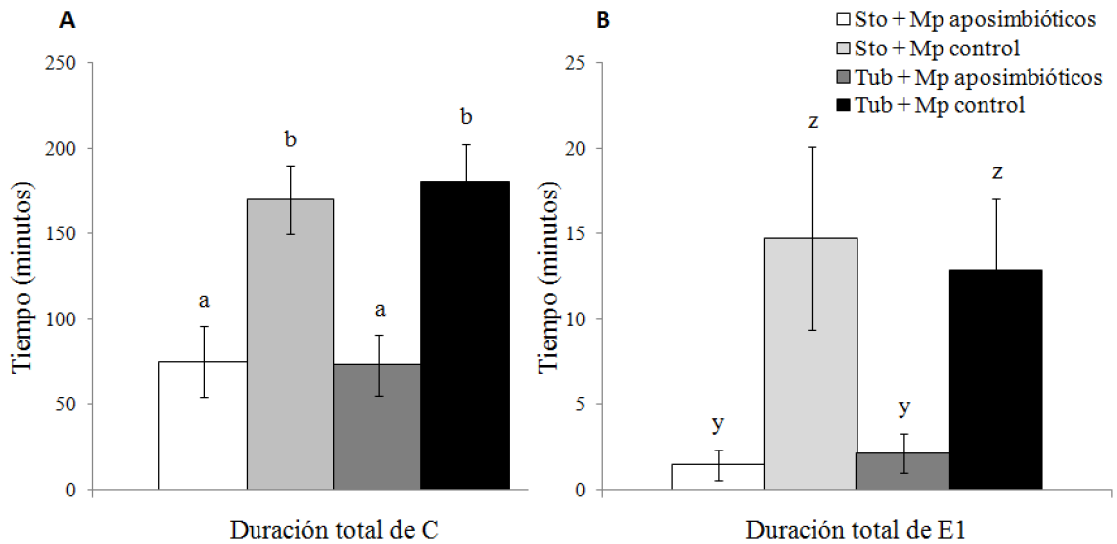 A
B
Sto + Mp aposimbióticos
Sto + Mp control
Tub + Mp aposimbióticos
Tub + Mp control
Tiempo (minutos)
250
200
150
100
50
0
a
b
a
b
Duración total de C
Tiempo (minutos)
25
20
15
10
5
0
y
z
y
z
Duración total de E1